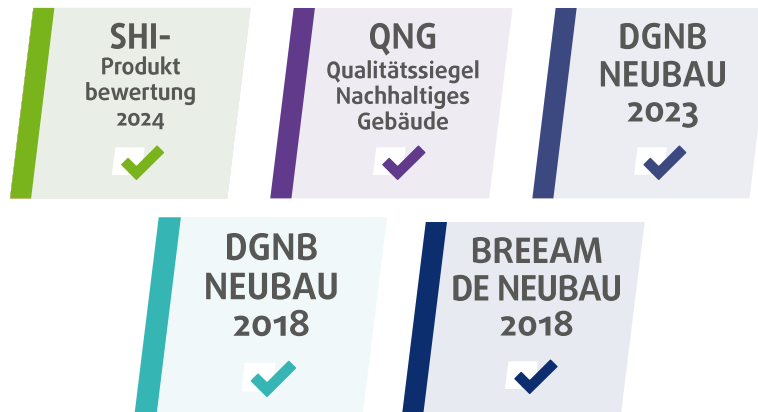 SHI-
Produkt
bewertung
2024
QNG
Qualitätssiegel
Nachhaltiges
Gebäude
DGNB
NEUBAU
2023
DGNB
NEUBAU
2018
BREEAM
DE NEUBAU
2018